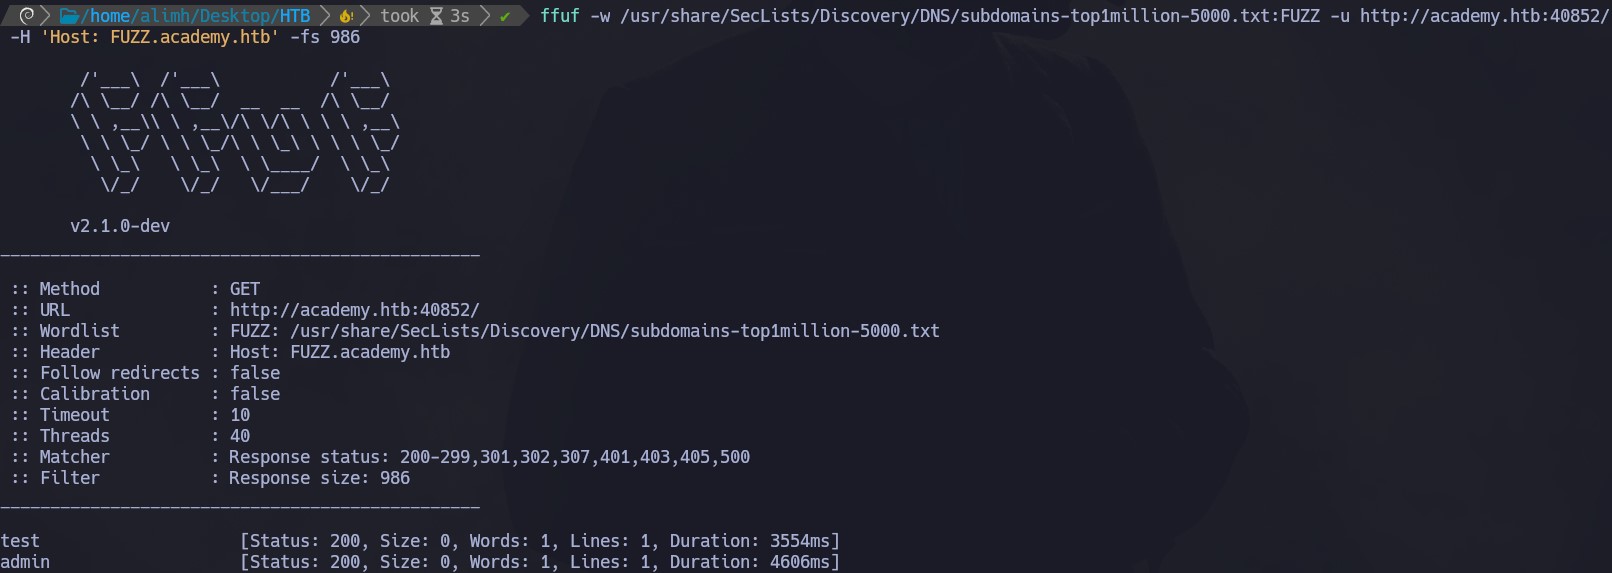 /home/alimh/Desktop/HTB took 3s ✔ ffuf -w /usr/share/SecLists/Discovery/DNS/subdomains-top1million-5000.txt:FUZZ -u http://academy.htb:40852/
-H 'Host: FUZZ.academy.htb' -fs 986
        /'___\  /'___\           /'___\
       /\ \__/ /\ \__/  __  __  /\ \__/
       \ \ ,__\\ \ ,__\/\ \/\ \ \ \ ,__\
        \ \ \_/ \ \ \_/\ \ \_\ \ \ \ \_/
         \ \_\   \ \_\  \ \____/  \ \_\
          \/_/    \/_/   \/___/    \/_/
       v2.1.0-dev
________________________________________________
 :: Method           : GET
 :: URL              : http://academy.htb:40852/
 :: Wordlist         : FUZZ: /usr/share/SecLists/Discovery/DNS/subdomains-top1million-5000.txt
 :: Header           : Host: FUZZ.academy.htb
 :: Follow redirects : false
 :: Calibration      : false
 :: Timeout          : 10
 :: Threads          : 40
 :: Matcher          : Response status: 200-299,301,302,307,401,403,405,500
 :: Filter           : Response size: 986
________________________________________________
test                    [Status: 200, Size: 0, Words: 1, Lines: 1, Duration: 3554ms]
admin                   [Status: 200, Size: 0, Words: 1, Lines: 1, Duration: 4606ms]